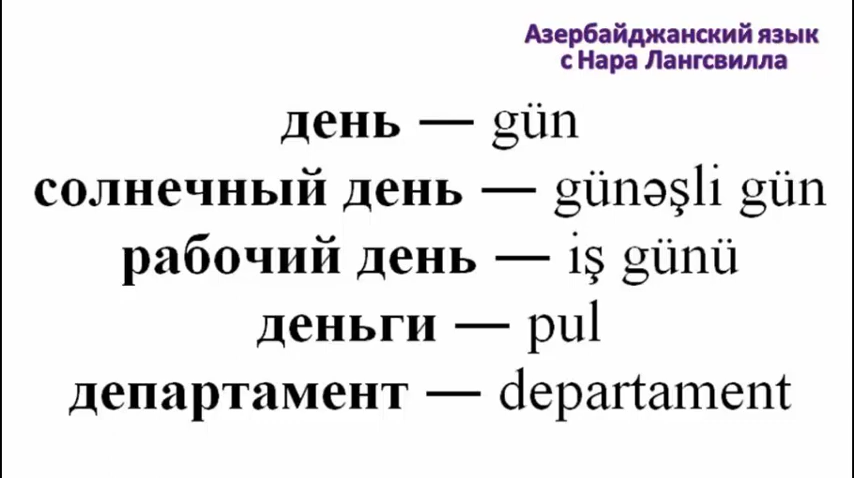 Азербайджанский язык
с Нара Лангсвилла
день — gün
солнечный день — günəşli gün
рабочий день — iş günü
деньги — pul
департамент — departament